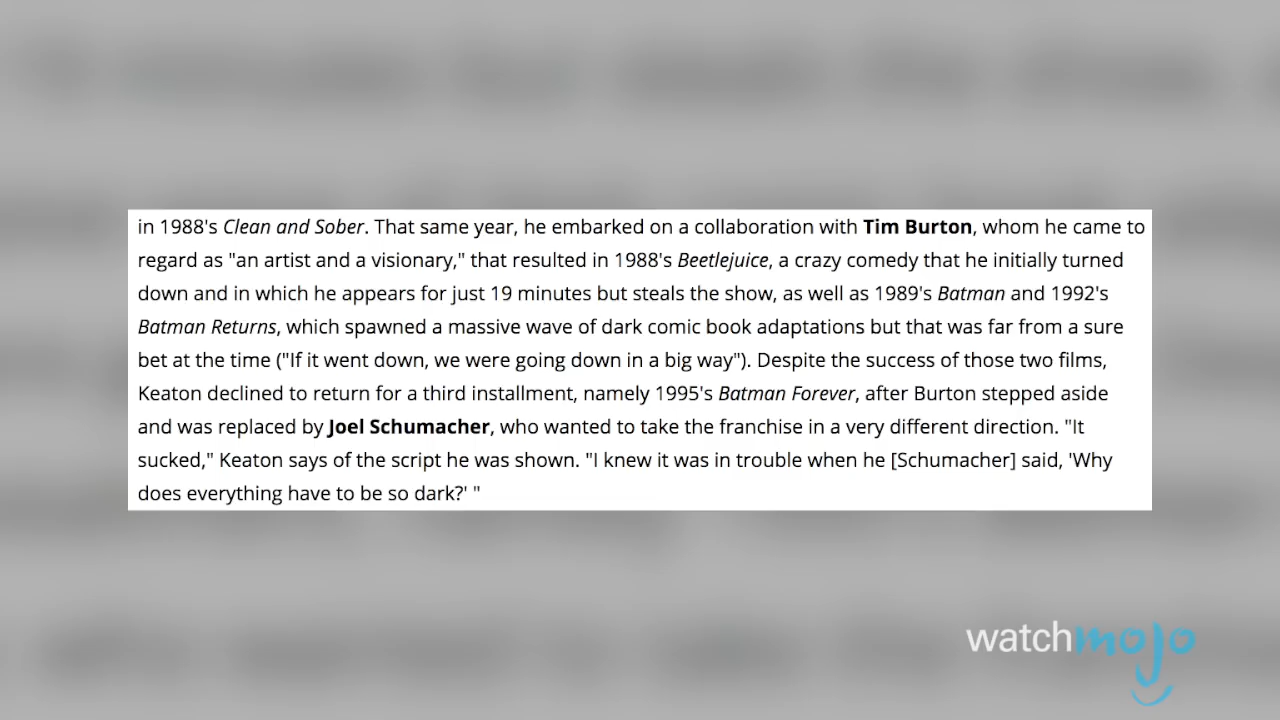 in 1988's Clean and Sober. That same year, he embarked on a collaboration with Tim Burton, whom he came to
regard as "an artist and a visionary," that resulted in 1988's Beetlejuice, a crazy comedy that he initially turned
down and in which he appears for just 19 minutes but steals the show, as well as 1989's Batman and 1992's
Batman Returns, which spawned a massive wave of dark comic book adaptations but that was far from a sure
bet at the time ("If it went down, we were going down in a big way"). Despite the success of those two films,
Keaton declined to return for a third installment, namely 1995's Batman Forever, after Burton stepped aside
and was replaced by Joel Schumacher, who wanted to take the franchise in a very different direction. "It
sucked," Keaton says of the script he was shown. "I knew it was in trouble when he [Schumacher] said, 'Why
does everything have to be so dark?' "
watchmojo